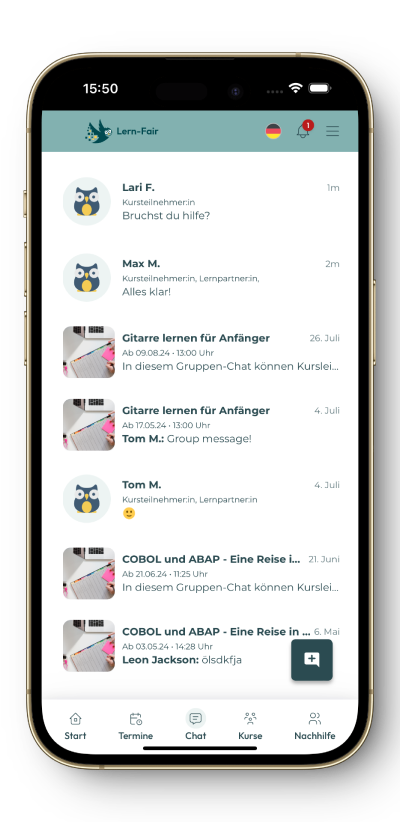 15:50
Lern-Fair
1
Lari F.
1m
Kursteilnehmer:in
Bruchst du hilfe?
Max M.
2m
Kursteilnehmer:in, Lernpartner:in,
Alles klar!
Gitarre lernen für Anfänger
26. Juli
Ab 09.08.24 • 13:00 Uhr
In diesem Gruppen-Chat können Kurslei...
Gitarre lernen für Anfänger
4. Juli
Ab 17.05.24 • 13:00 Uhr
Tom M.: Group message!
Tom M.
4. Juli
Kursteilnehmer:in, Lernpartner:in
🙂
COBOL und ABAP - Eine Reise i...
21. Juni
Ab 21.06.24 • 11:25 Uhr
In diesem Gruppen-Chat können Kurslei...
COBOL und ABAP - Eine Reise in ...
6. Mai
Ab 03.05.24 • 14:28 Uhr
Leon Jackson: ölsdkfja
Start
Termine
Chat
Kurse
Nachhilfe